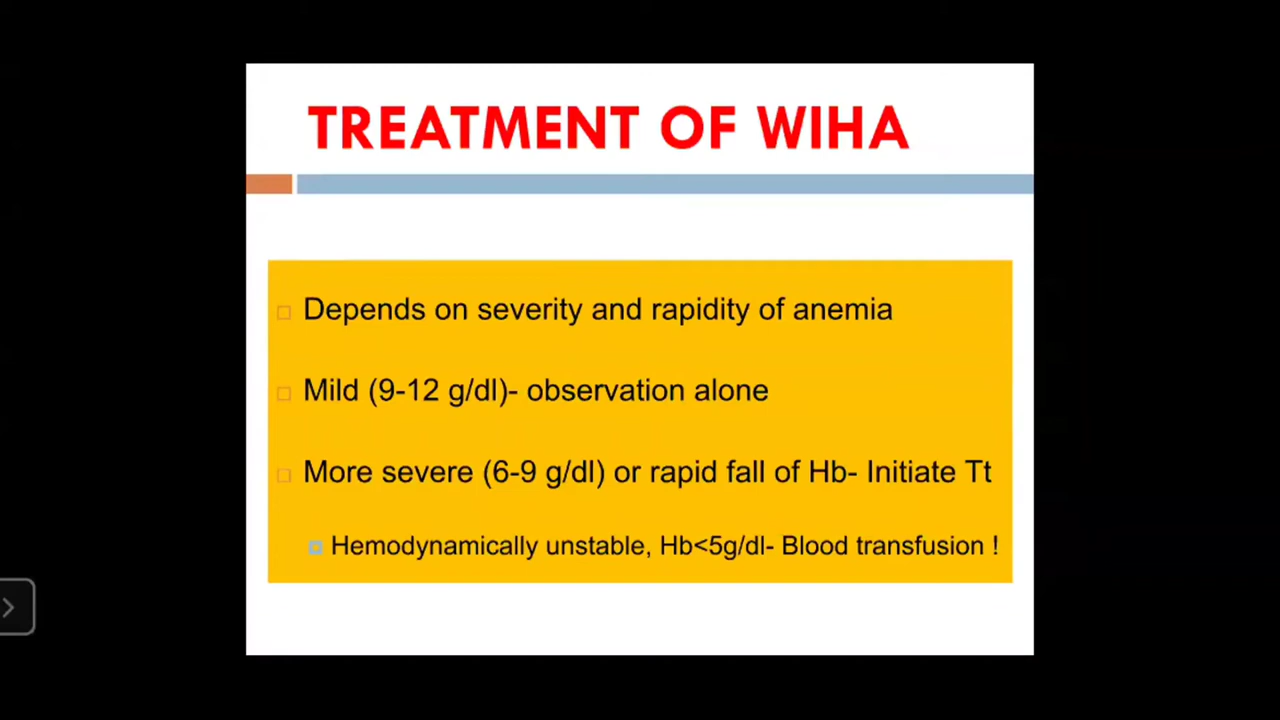 TREATMENT OF WIHA
Depends on severity and rapidity of anemia
Mild (9-12 g/dl)- observation alone
More severe (6-9 g/dl) or rapid fall of Hb- Initiate Tt
Hemodynamically unstable, Hb<5g/dl- Blood transfusion !